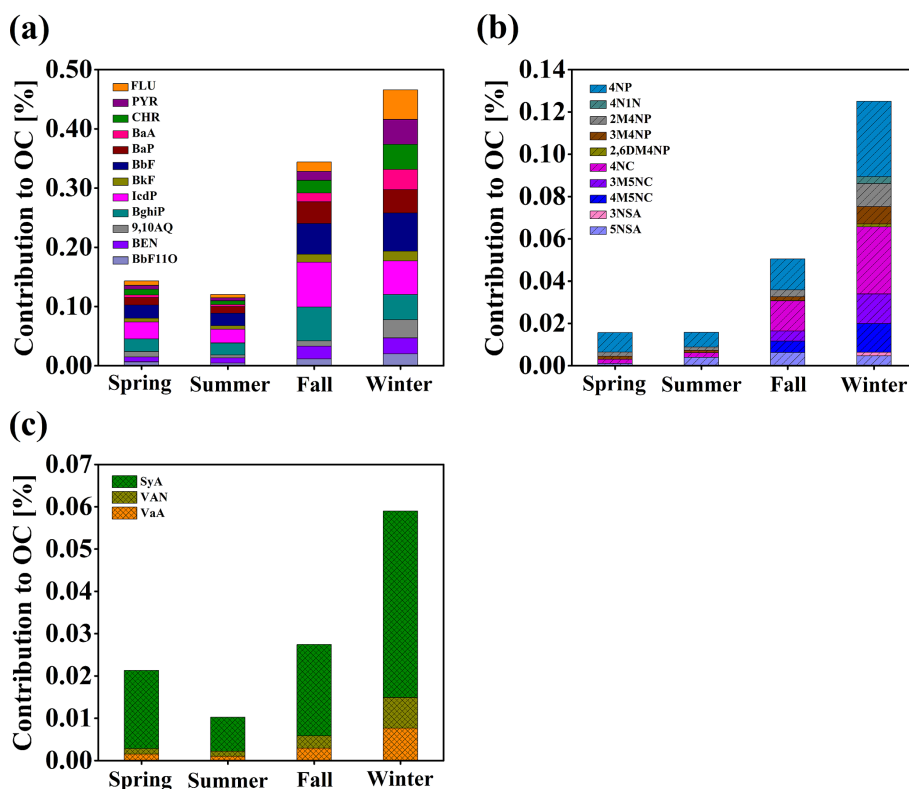 (a)
Contribution to OC [%]
0.50
0.40
0.30
0.20
0.10
0.00
FLU
PYR
CHR
BaA
BaP
BbF
BkF
IcdP
BghiP
9,10AQ
BEN
BbF11O
Spring Summer Fall Winter
(b)
Contribution to OC [%]
0.14
0.12
0.10
0.08
0.06
0.04
0.02
0.00
4NP
4N1N
2M4NP
3M4NP
2,6DM4NP
4NC
3M5NC
4M5NC
3NSA
5NSA
Spring Summer Fall Winter
(c)
Contribution to OC [%]
0.07
0.06
0.05
0.04
0.03
0.02
0.01
0.00
SyA
VAN
VaA
Spring Summer Fall Winter